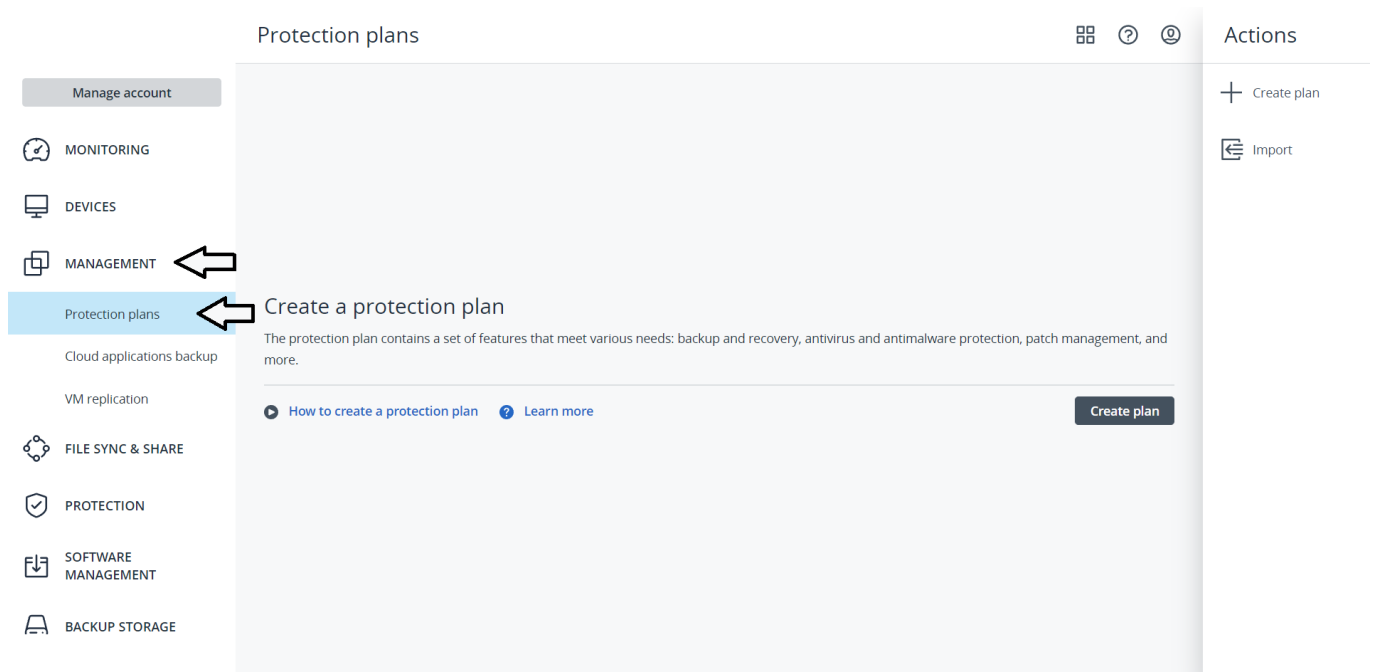 Protection plans
Actions
Manage account
Create plan
MONITORING
Import
DEVICES
MANAGEMENT
Protection plans
Cloud applications backup
VM replication
FILE SYNC & SHARE
PROTECTION
SOFTWARE
MANAGEMENT
BACKUP STORAGE
Create a protection plan
The protection plan contains a set of features that meet various needs: backup and recovery, antivirus and antimalware protection, patch management, and
more.
How to create a protection plan
? Learn more
Create plan